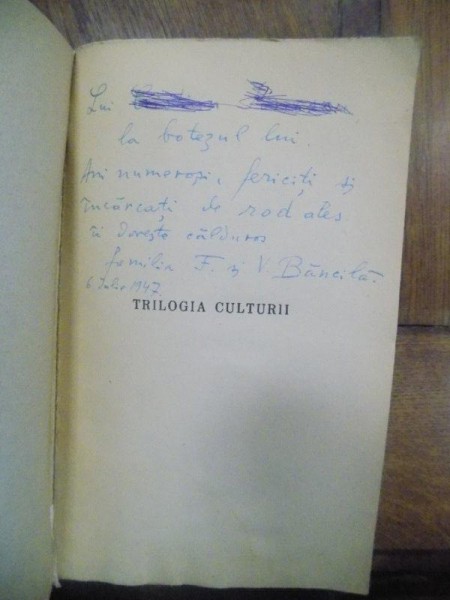 Lui
la botezul lui.
Ani numeroși, fericiți și
încărcați de rod ales
îi dorește călduros
familia F. și V. Băncilă.
6 Iulie 1947
TRILOGIA CULTURII